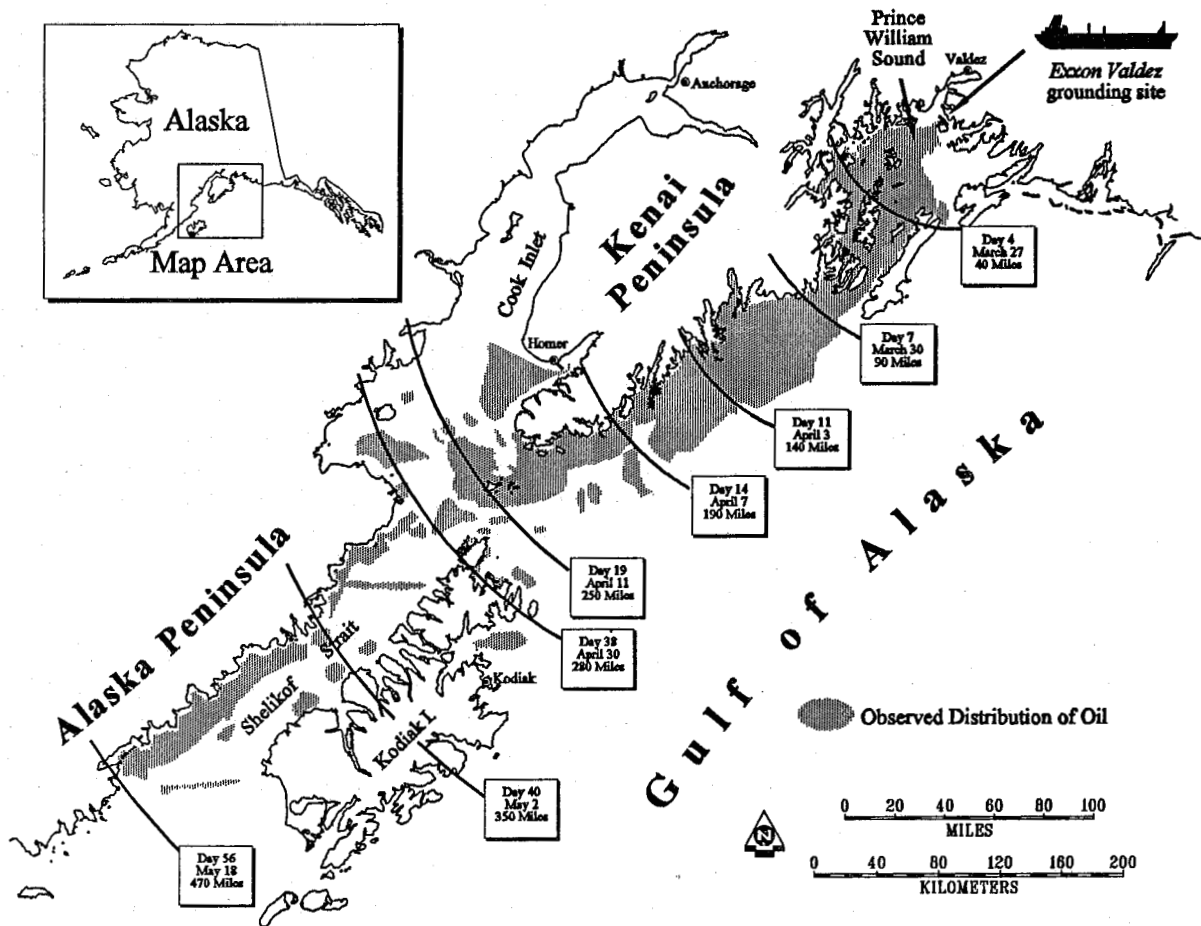 Alaska
Map Area
Prince
William
Sound
Valdez
Exxon Valdez
grounding site
Anchorage
Kenai
Peninsula
Cook Inlet
Homer
Day 4
March 27
40 Miles
Day 7
March 30
90 Miles
Day 11
April 3
140 Miles
Day 14
April 7
190 Miles
Day 19
April 11
250 Miles
Day 38
April 30
280 Miles
Alaska Peninsula
Shelikof Strait
Kodiak
Kodiak I.
Gulf of Alaska
Day 40
May 2
350 Miles
Day 56
May 18
470 Miles
Observed Distribution of Oil
0 20 40 60 80 100
MILES
N
0 40 80 120 160 200
KILOMETERS